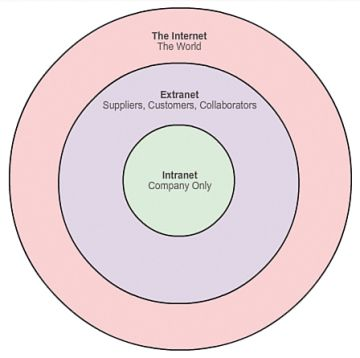 The Internet
The World
Extranet
Suppliers, Customers, Collaborators
Intranet
Company Only